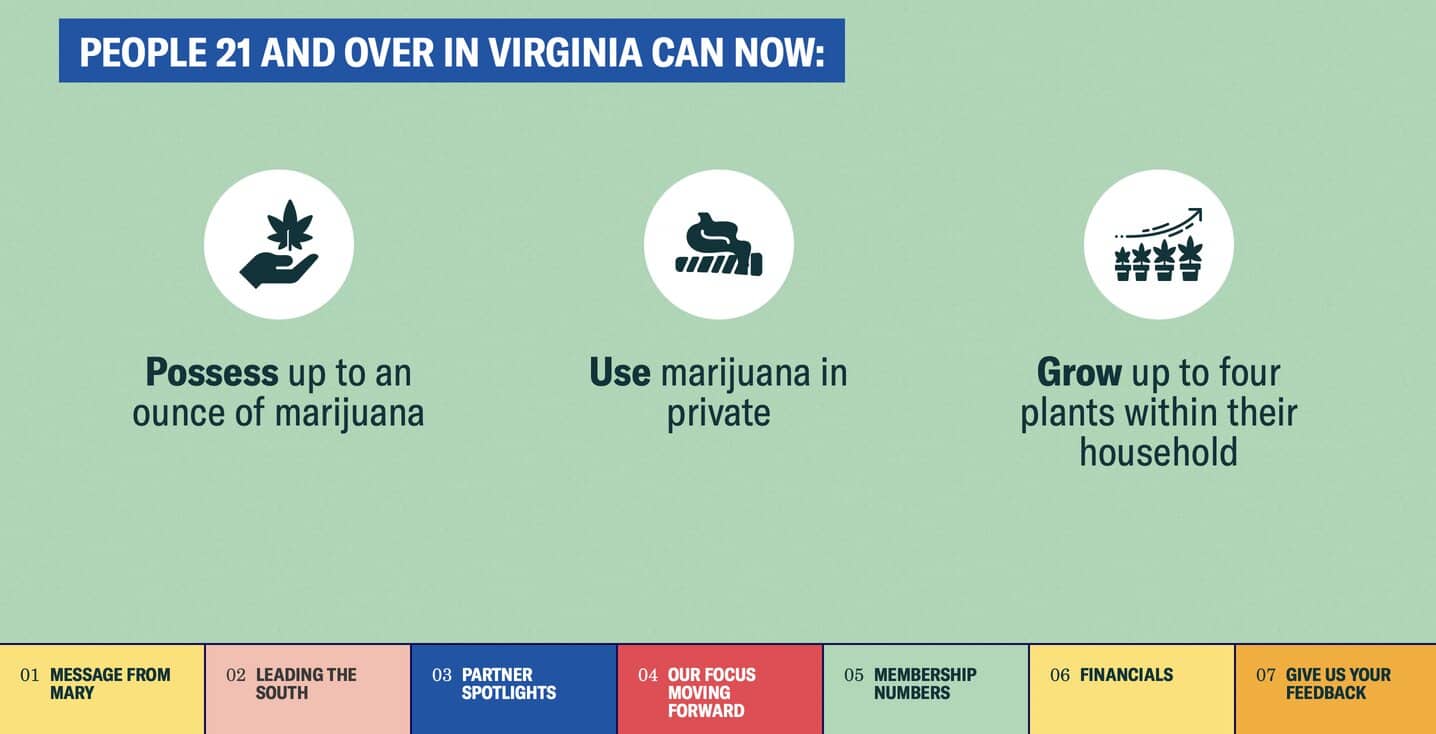 PEOPLE 21 AND OVER IN VIRGINIA CAN NOW:
Possess up to an
ounce of marijuana
Use marijuana in
private
Grow up to four
plants within their
household
01 MESSAGE FROM
MARY
02 LEADING THE
SOUTH
03 PARTNER
SPOTLIGHTS
04 OUR FOCUS
MOVING
FORWARD
05 MEMBERSHIP
NUMBERS
06 FINANCIALS
07 GIVE US YOUR
FEEDBACK